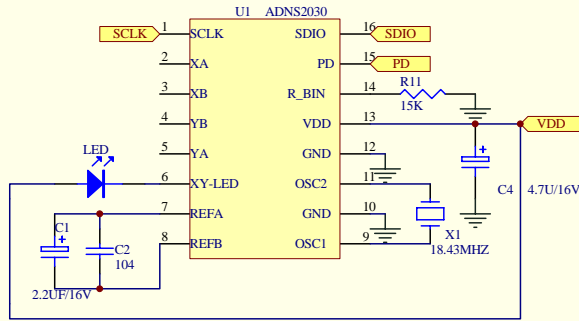 U1 ADNS2030
SCLK 1 SCLK SDIO 16 SDIO
2 XA PD 15 PD
3 XB R_BIN 14 R11 15K
4 YB VDD 13 VDD
5 YA GND 12
LED
6 XY-LED OSC2 11
C4 4.7U/16V
7 REFA GND 10
8 REFB OSC1 9
X1
18.43MHZ
C1
2.2UF/16V
C2
104